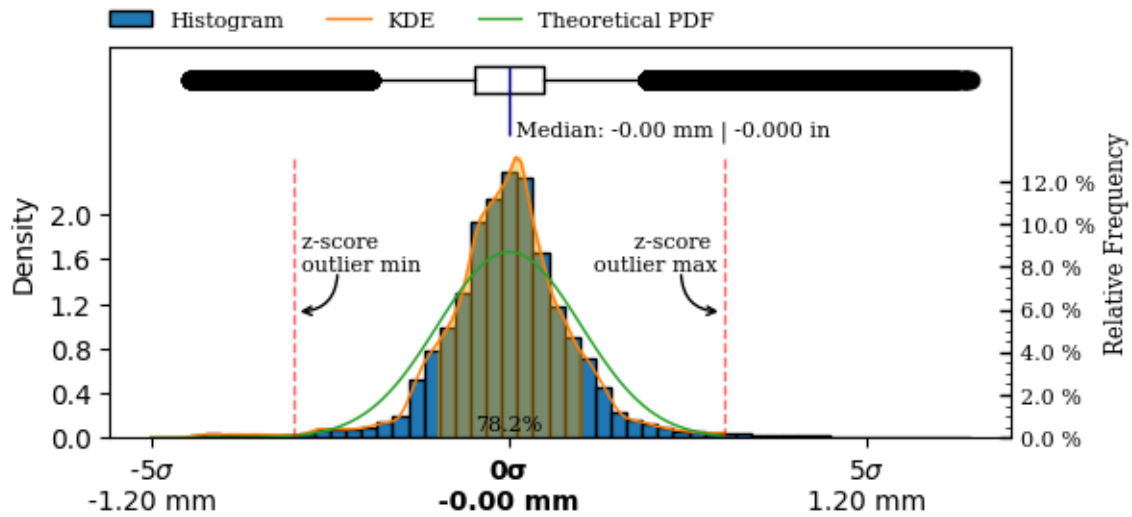 Histogram KDE Theoretical PDF
Median: -0.00 mm | -0.000 in
Density
2.0
1.6
1.2
0.8
0.4
0.0
z-score
outlier min
z-score
outlier max
78.2%
12.0 %
10.0 %
8.0 %
6.0 %
4.0 %
2.0 %
0.0 %
Relative Frequency
-5σ 0σ 5σ
-1.20 mm -0.00 mm 1.20 mm